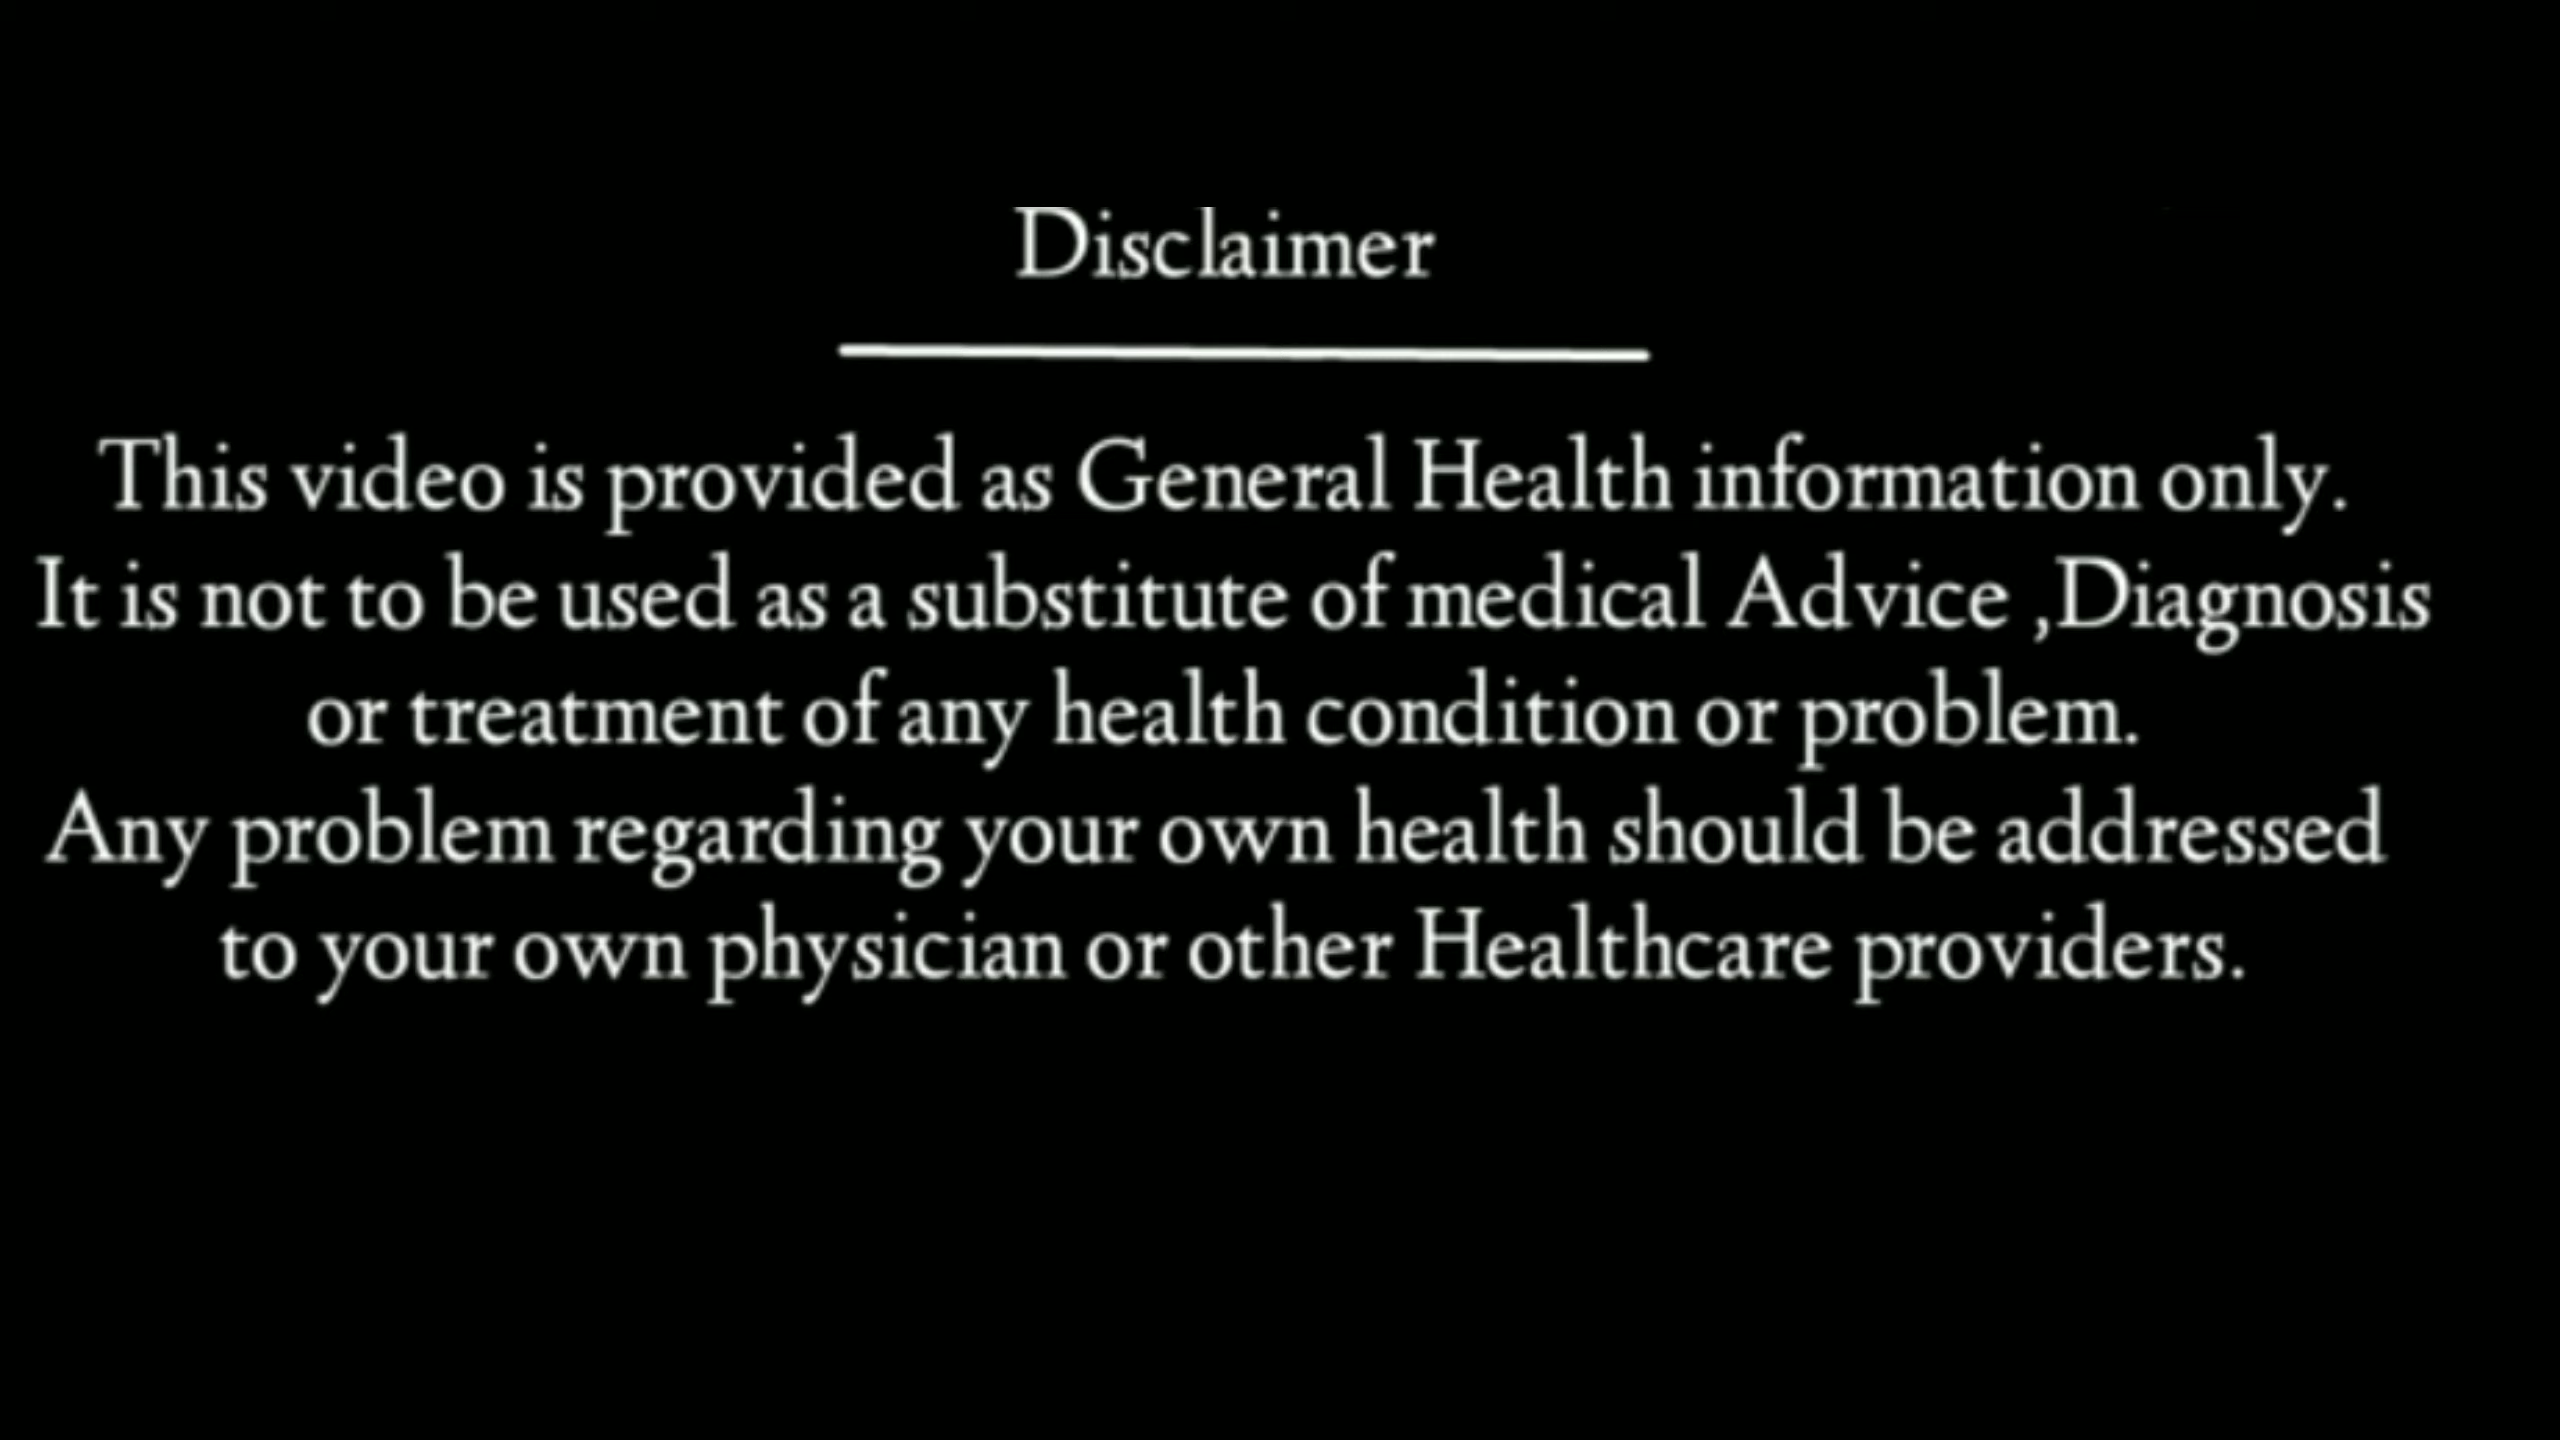 Disclaimer
This video is provided as General Health information only.
It is not to be used as a substitute of medical Advice ,Diagnosis
or treatment of any health condition or problem.
Any problem regarding your own health should be addressed
to your own physician or other Healthcare providers.